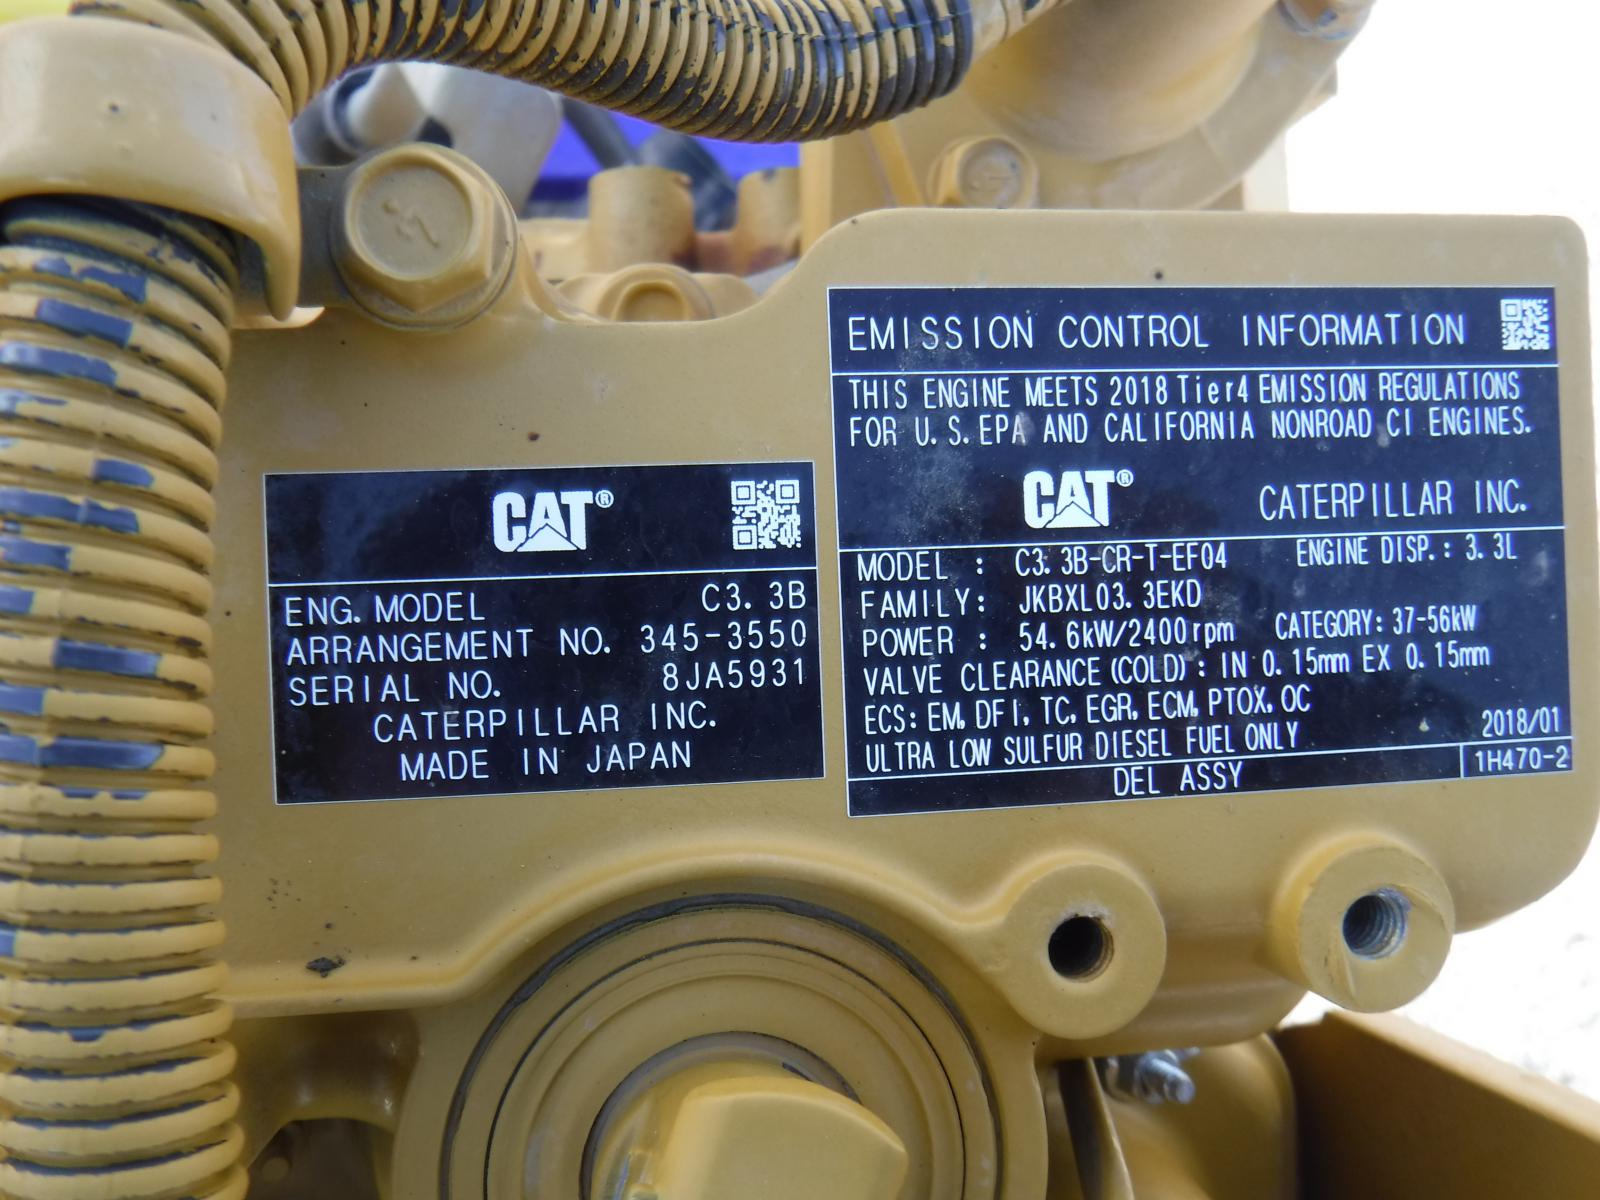 CAT®
ENG. MODEL C3.3B
ARRANGEMENT NO. 345-3550
SERIAL NO. 8JA5931
CATERPILLAR INC.
MADE IN JAPAN
EMISSION CONTROL INFORMATION
THIS ENGINE MEETS 2018 Tier4 EMISSION REGULATIONS
FOR U.S.EPA AND CALIFORNIA NONROAD CI ENGINES.
CAT® CATERPILLAR INC.
MODEL : C3.3B-CR-T-EF04 ENGINE DISP.: 3.3L
FAMILY: JKBXL03.3EKD
POWER : 54.6kW/2400rpm CATEGORY: 37-56kW
VALVE CLEARANCE (COLD) : IN 0.15mm EX 0.15mm
ECS: EM, DFI, TC, EGR, ECM, PTOX, OC
ULTRA LOW SULFUR DIESEL FUEL ONLY 2018/01
DEL ASSY 1H470-2